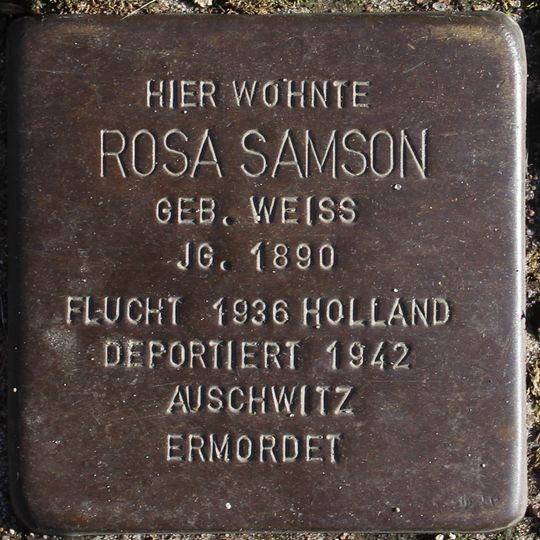 HIER WOHNTE
ROSA SAMSON
GEB. WEISS
JG. 1890
FLUCHT 1936 HOLLAND
DEPORTIERT 1942
AUSCHWITZ
ERMORDET